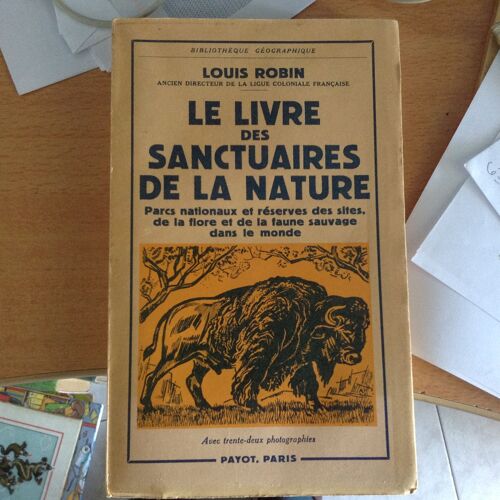 BIBLIOTHÈQUE GÉOGRAPHIQUE
LOUIS ROBIN
ANCIEN DIRECTEUR DE LA LIGUE COLONIALE FRANÇAISE
LE LIVRE
DES
SANCTUAIRES
DE LA NATURE
Parcs nationaux et réserves des sites,
de la flore et de la faune sauvage
dans le monde
Avec trente-deux photographies
PAYOT, PARIS